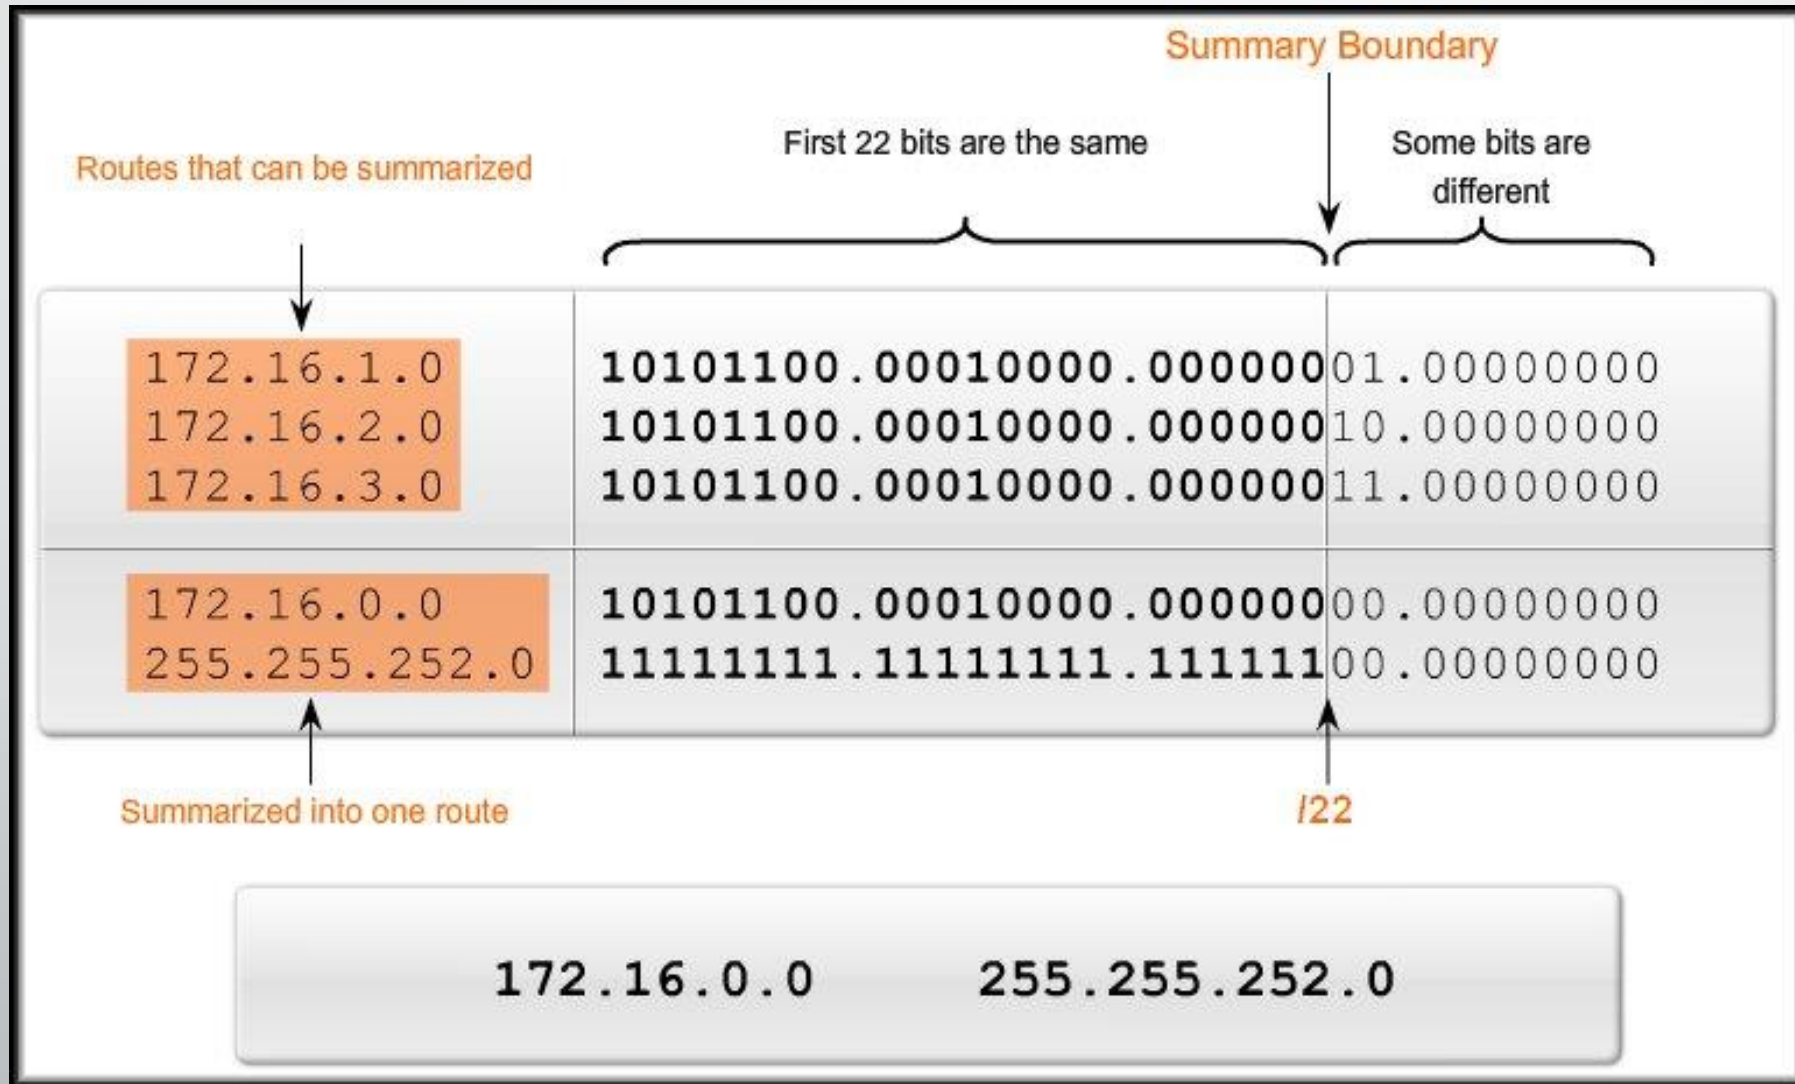 Summary Boundary
First 22 bits are the same
Some bits are
different
Routes that can be summarized
172.16.1.0 10101100.00010000.00000001.00000000
172.16.2.0 10101100.00010000.00000010.00000000
172.16.3.0 10101100.00010000.00000011.00000000
172.16.0.0 10101100.00010000.00000000.00000000
255.255.252.0 11111111.11111111.11111100.00000000
Summarized into one route
/22
172.16.0.0 255.255.252.0